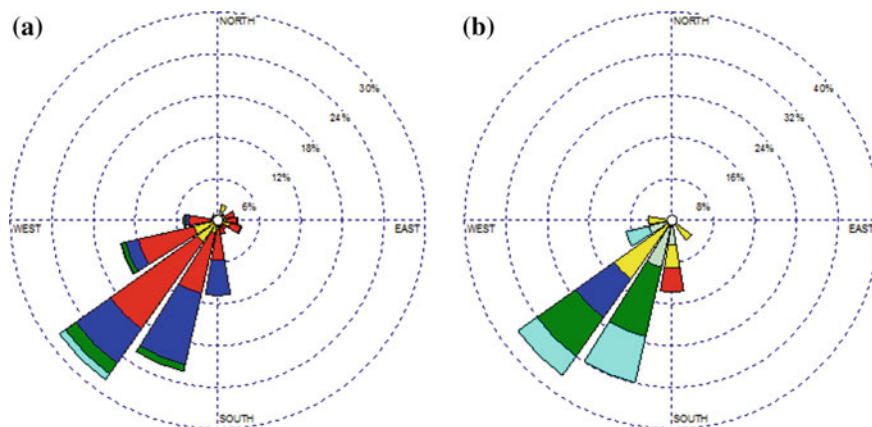 (a)
NORTH
30%
24%
18%
12%
6%
WEST
EAST
SOUTH
(b)
NORTH
40%
32%
24%
16%
8%
WEST
EAST
SOUTH